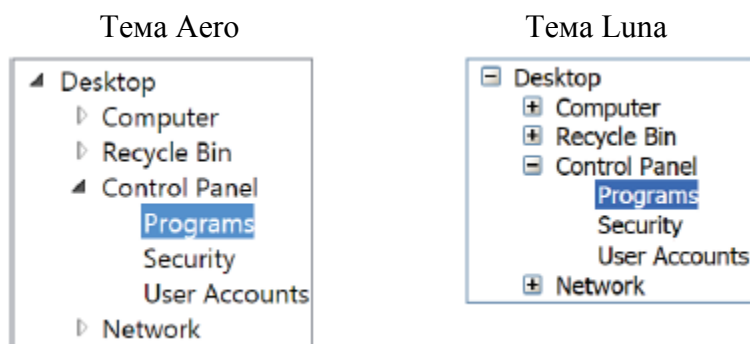 Тема Aero
Desktop
Computer
Recycle Bin
Control Panel
Programs
Security
User Accounts
Network
Тема Luna
Desktop
Computer
Recycle Bin
Control Panel
Programs
Security
User Accounts
Network